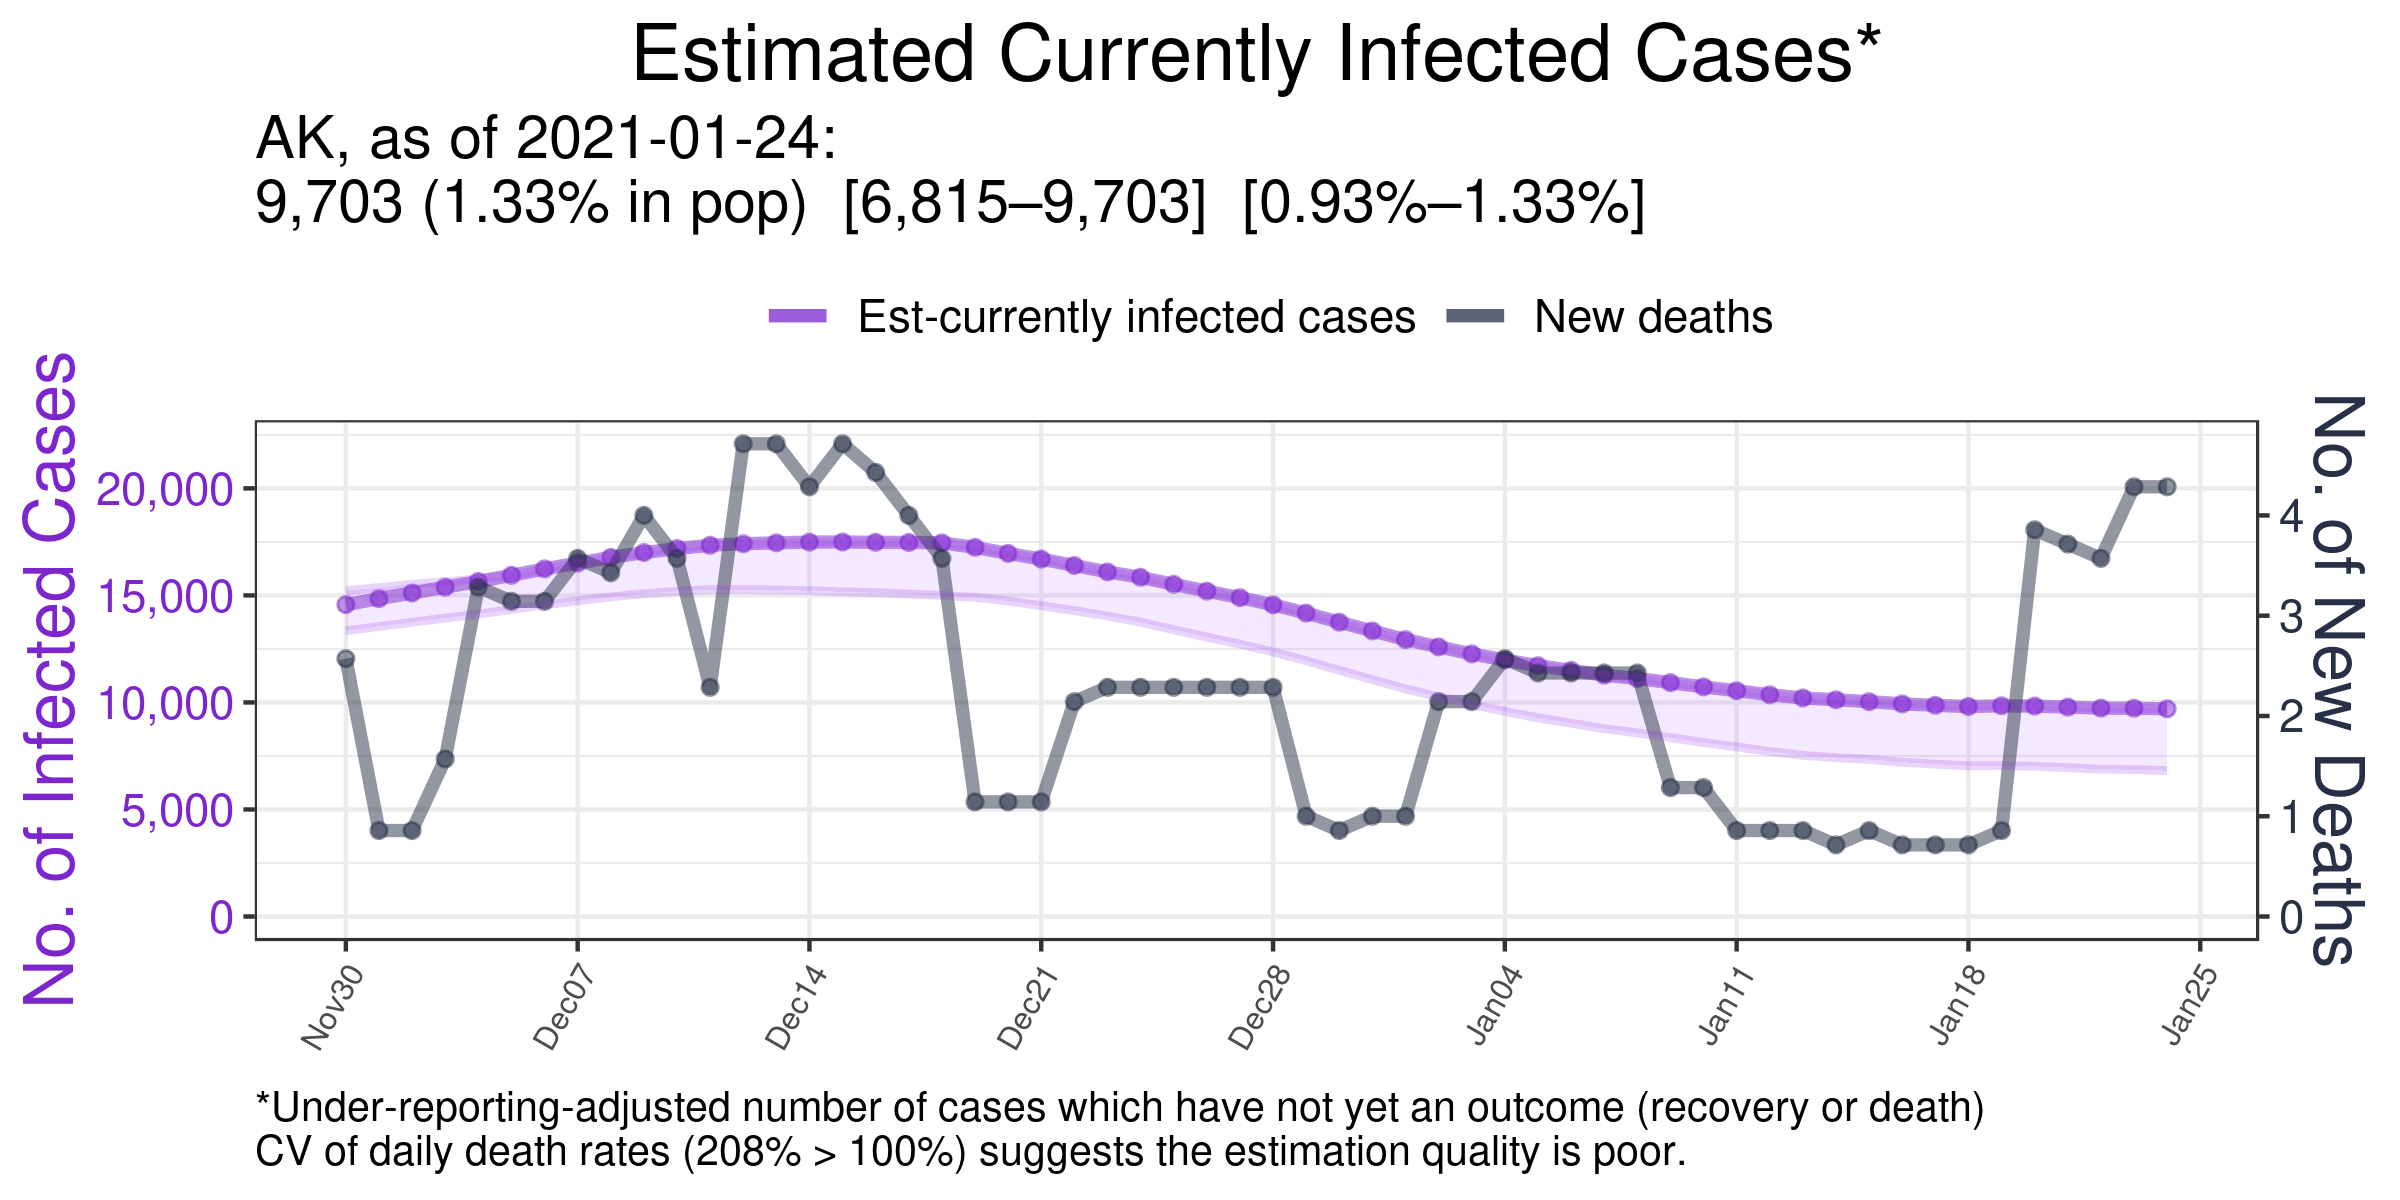 Estimated Currently Infected Cases*
AK, as of 2021-01-24:
9,703 (1.33% in pop)  [6,815–9,703]  [0.93%–1.33%]
Est-currently infected cases
New deaths
No. of Infected Cases
20,000
15,000
10,000
5,000
0
No. of New Deaths
4
3
2
1
0
Nov30
Dec07
Dec14
Dec21
Dec28
Jan04
Jan11
Jan18
Jan25
*Under-reporting-adjusted number of cases which have not yet an outcome (recovery or death)
CV of daily death rates (208% > 100%) suggests the estimation quality is poor.